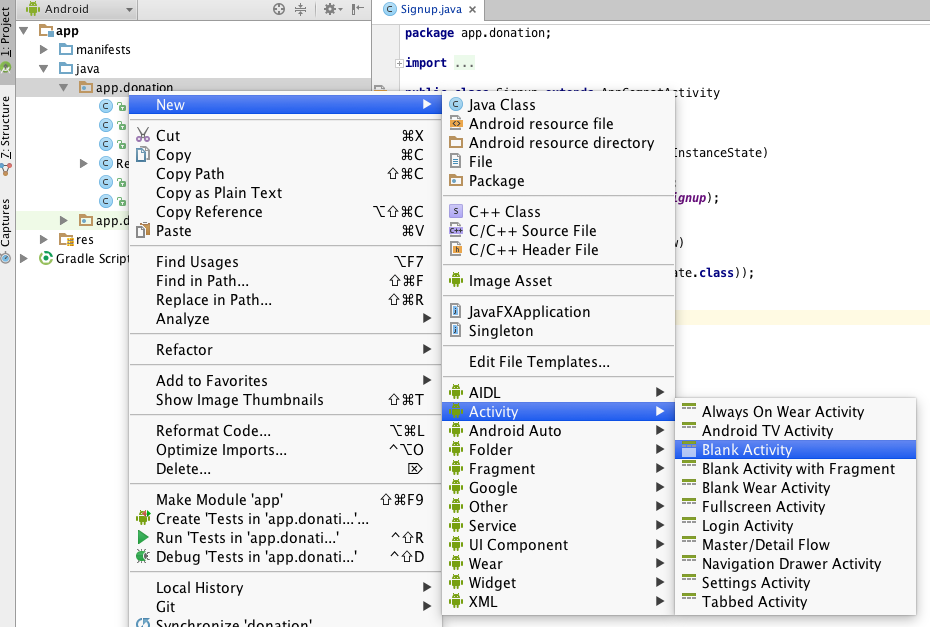 Android
Signup.java
1: Project
Z: Structure
Captures
app
manifests
java
app.donation
Re
app.d
res
Gradle Script
package app.donation;
import ...
public class Signup extends AppCompatActivity
InstanceState)
;
ignup);
w)
ate.class));
New
Cut ⌘X
Copy ⌘C
Copy Path ⇧⌘C
Copy as Plain Text
Copy Reference ⌥⇧⌘C
Paste ⌘V
Find Usages ⌥F7
Find in Path... ⇧⌘F
Replace in Path... ⇧⌘R
Analyze
Refactor
Add to Favorites
Show Image Thumbnails ⇧⌘T
Reformat Code... ⌥⌘L
Optimize Imports... ^⌥O
Delete... ⌦
Make Module 'app' ⇧⌘F9
Create 'Tests in 'app.donati...'...
Run 'Tests in 'app.donati...' ^⇧R
Debug 'Tests in 'app.donati...' ^⇧D
Local History
Git
Synchronize 'donation'
Java Class
Android resource file
Android resource directory
File
Package
C++ Class
C/C++ Source File
C/C++ Header File
Image Asset
JavaFXApplication
Singleton
Edit File Templates...
AIDL
Activity
Android Auto
Folder
Fragment
Google
Other
Service
UI Component
Wear
Widget
XML
Always On Wear Activity
Android TV Activity
Blank Activity
Blank Activity with Fragment
Blank Wear Activity
Fullscreen Activity
Login Activity
Master/Detail Flow
Navigation Drawer Activity
Settings Activity
Tabbed Activity